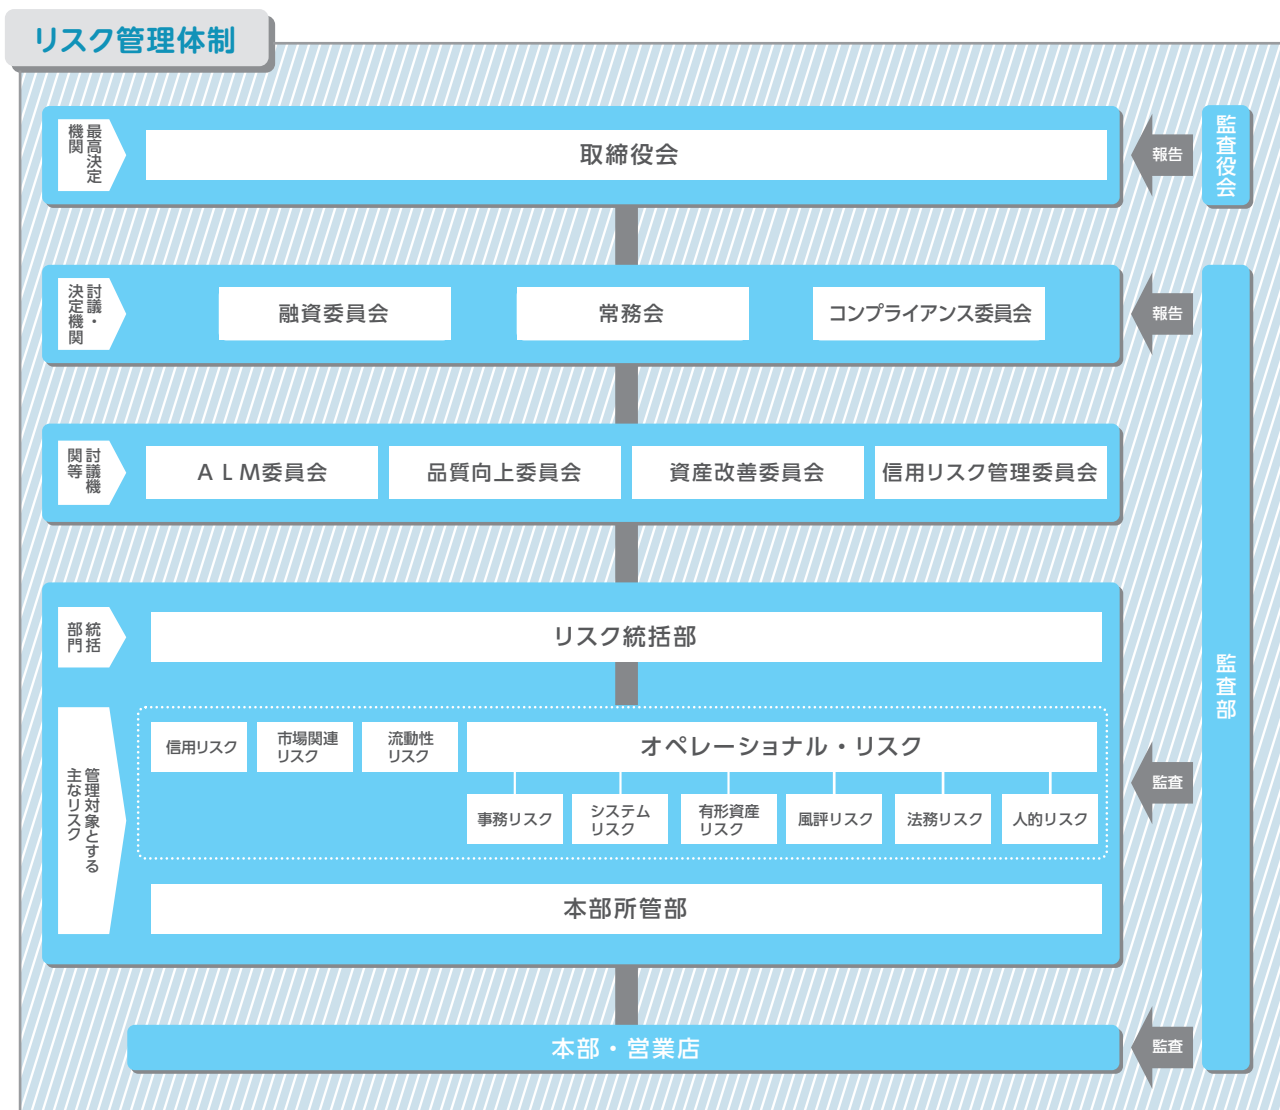 リスク管理体制
最高決定
機関
取締役会
報告
監査役会
討議・
決定機関
融資委員会
常務会
コンプライアンス委員会
報告
討議機
関等
ALM委員会
品質向上委員会
資産改善委員会
信用リスク管理委員会
統括
部門
リスク統括部
監査部
管理対象とする
主なリスク
信用リスク
市場関連
リスク
流動性
リスク
オペレーショナル・リスク
事務リスク
システム
リスク
有形資産
リスク
風評リスク
法務リスク
人的リスク
監査
本部所管部
本部・営業店
監査